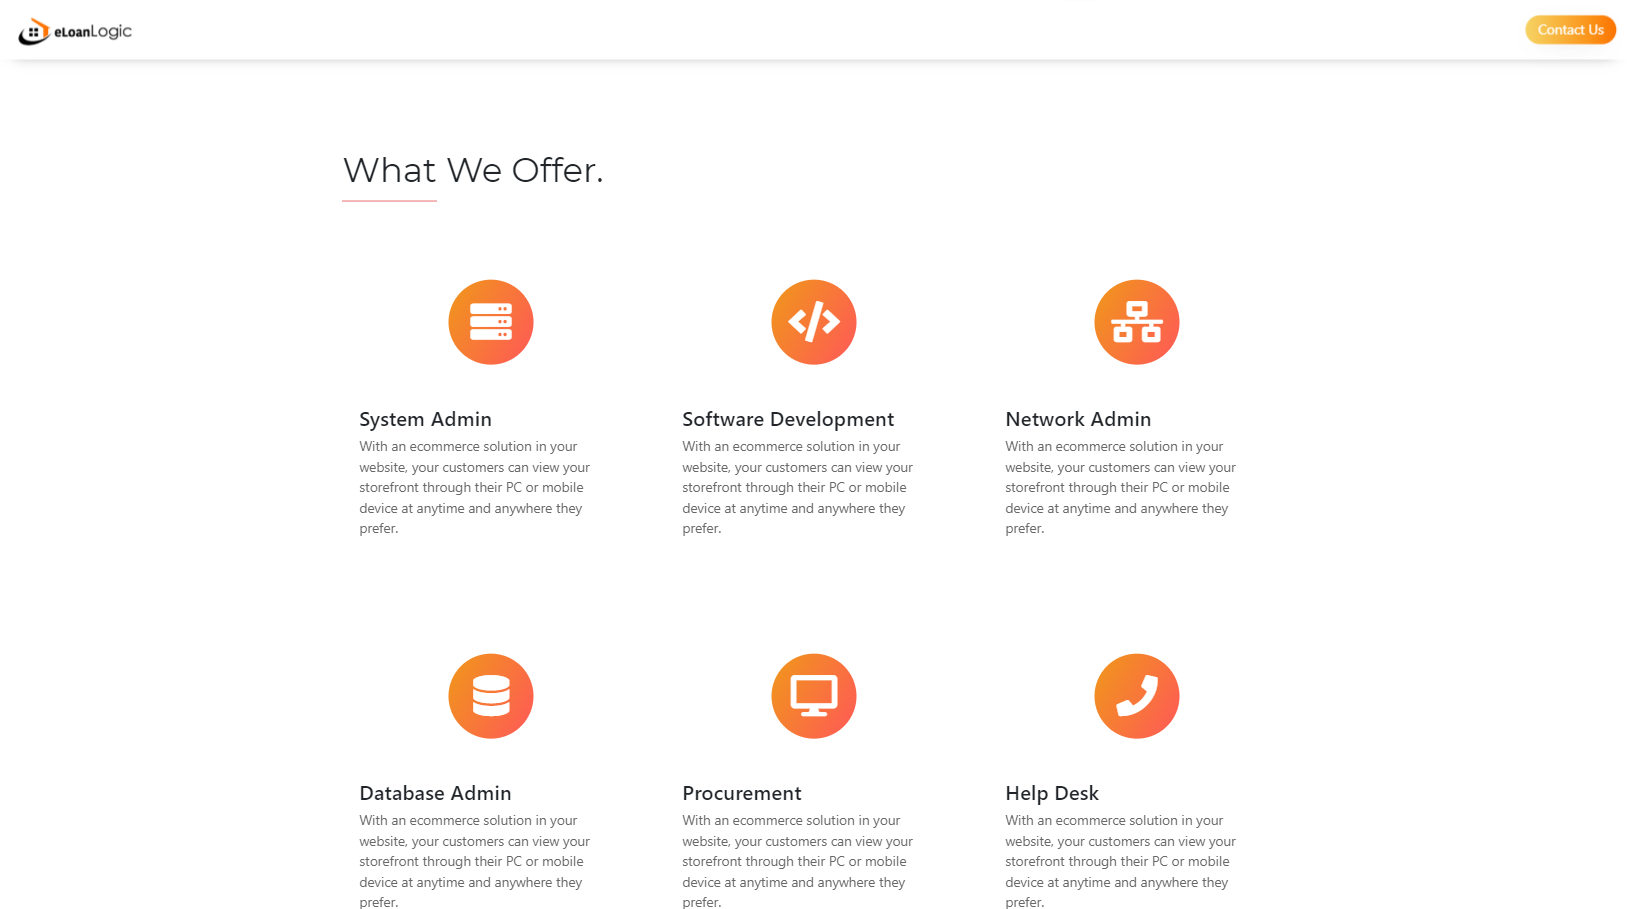 eLoanLogic
Contact Us
What We Offer.
System Admin
With an ecommerce solution in your
website, your customers can view your
storefront through their PC or mobile
device at anytime and anywhere they
prefer.
Software Development
With an ecommerce solution in your
website, your customers can view your
storefront through their PC or mobile
device at anytime and anywhere they
prefer.
Network Admin
With an ecommerce solution in your
website, your customers can view your
storefront through their PC or mobile
device at anytime and anywhere they
prefer.
Database Admin
With an ecommerce solution in your
website, your customers can view your
storefront through their PC or mobile
device at anytime and anywhere they
prefer.
Procurement
With an ecommerce solution in your
website, your customers can view your
storefront through their PC or mobile
device at anytime and anywhere they
prefer.
Help Desk
With an ecommerce solution in your
website, your customers can view your
storefront through their PC or mobile
device at anytime and anywhere they
prefer.